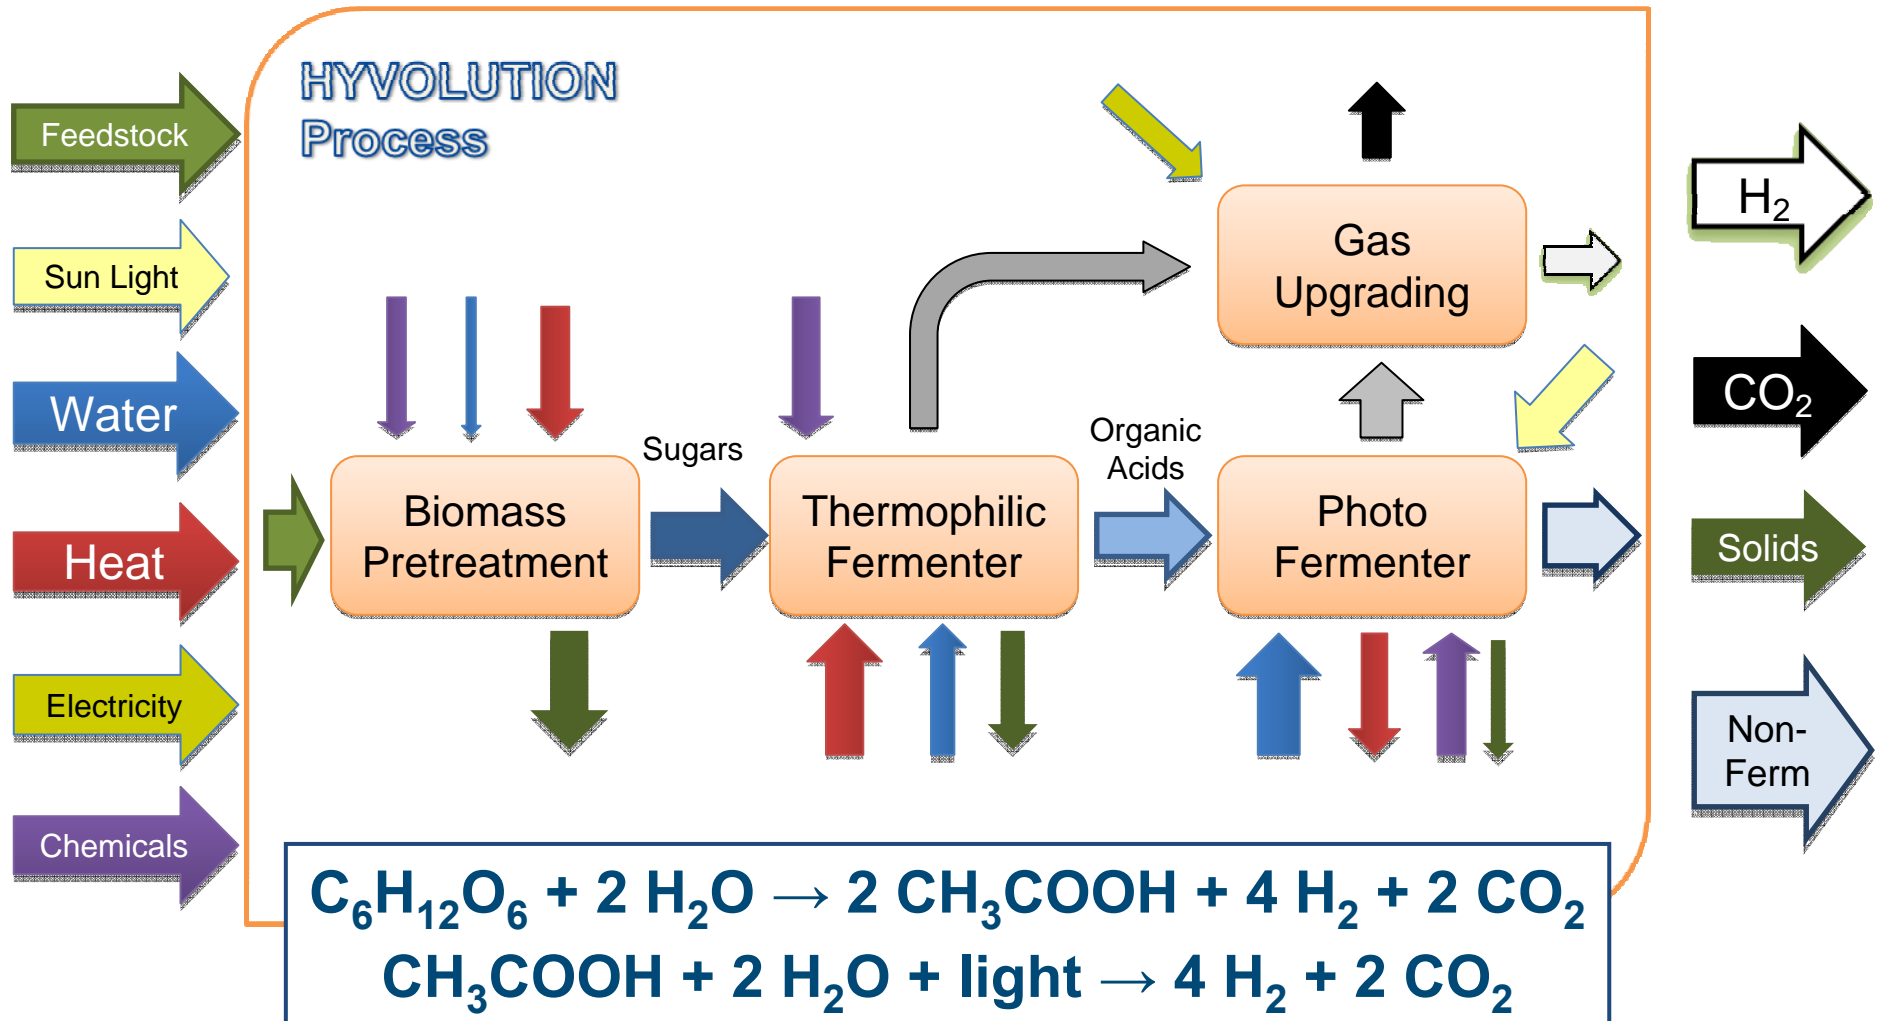 HYVOLUTION
Process
Feedstock
Sun Light
Water
Heat
Electricity
Chemicals
Gas
Upgrading
Sugars
Organic
Acids
Biomass
Pretreatment
Thermophilic
Fermenter
Photo
Fermenter
H₂
CO₂
Solids
Non-
Ferm
C₆H₁₂O₆ + 2 H₂O → 2 CH₃COOH + 4 H₂ + 2 CO₂
CH₃COOH + 2 H₂O + light → 4 H₂ + 2 CO₂